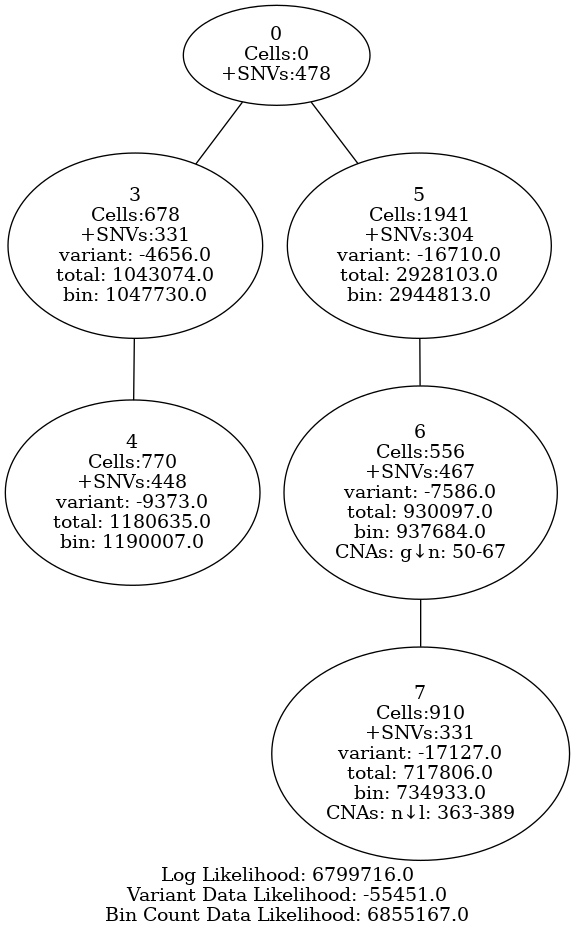 0
Cells:0
+SNVs:478
3
Cells:678
+SNVs:331
variant: -4656.0
total: 1043074.0
bin: 1047730.0
5
Cells:1941
+SNVs:304
variant: -16710.0
total: 2928103.0
bin: 2944813.0
4
Cells:770
+SNVs:448
variant: -9373.0
total: 1180635.0
bin: 1190007.0
6
Cells:556
+SNVs:467
variant: -7586.0
total: 930097.0
bin: 937684.0
CNAs: g↓n: 50-67
7
Cells:910
+SNVs:331
variant: -17127.0
total: 717806.0
bin: 734933.0
CNAs: n↓l: 363-389
Log Likelihood: 6799716.0
Variant Data Likelihood: -55451.0
Bin Count Data Likelihood: 6855167.0